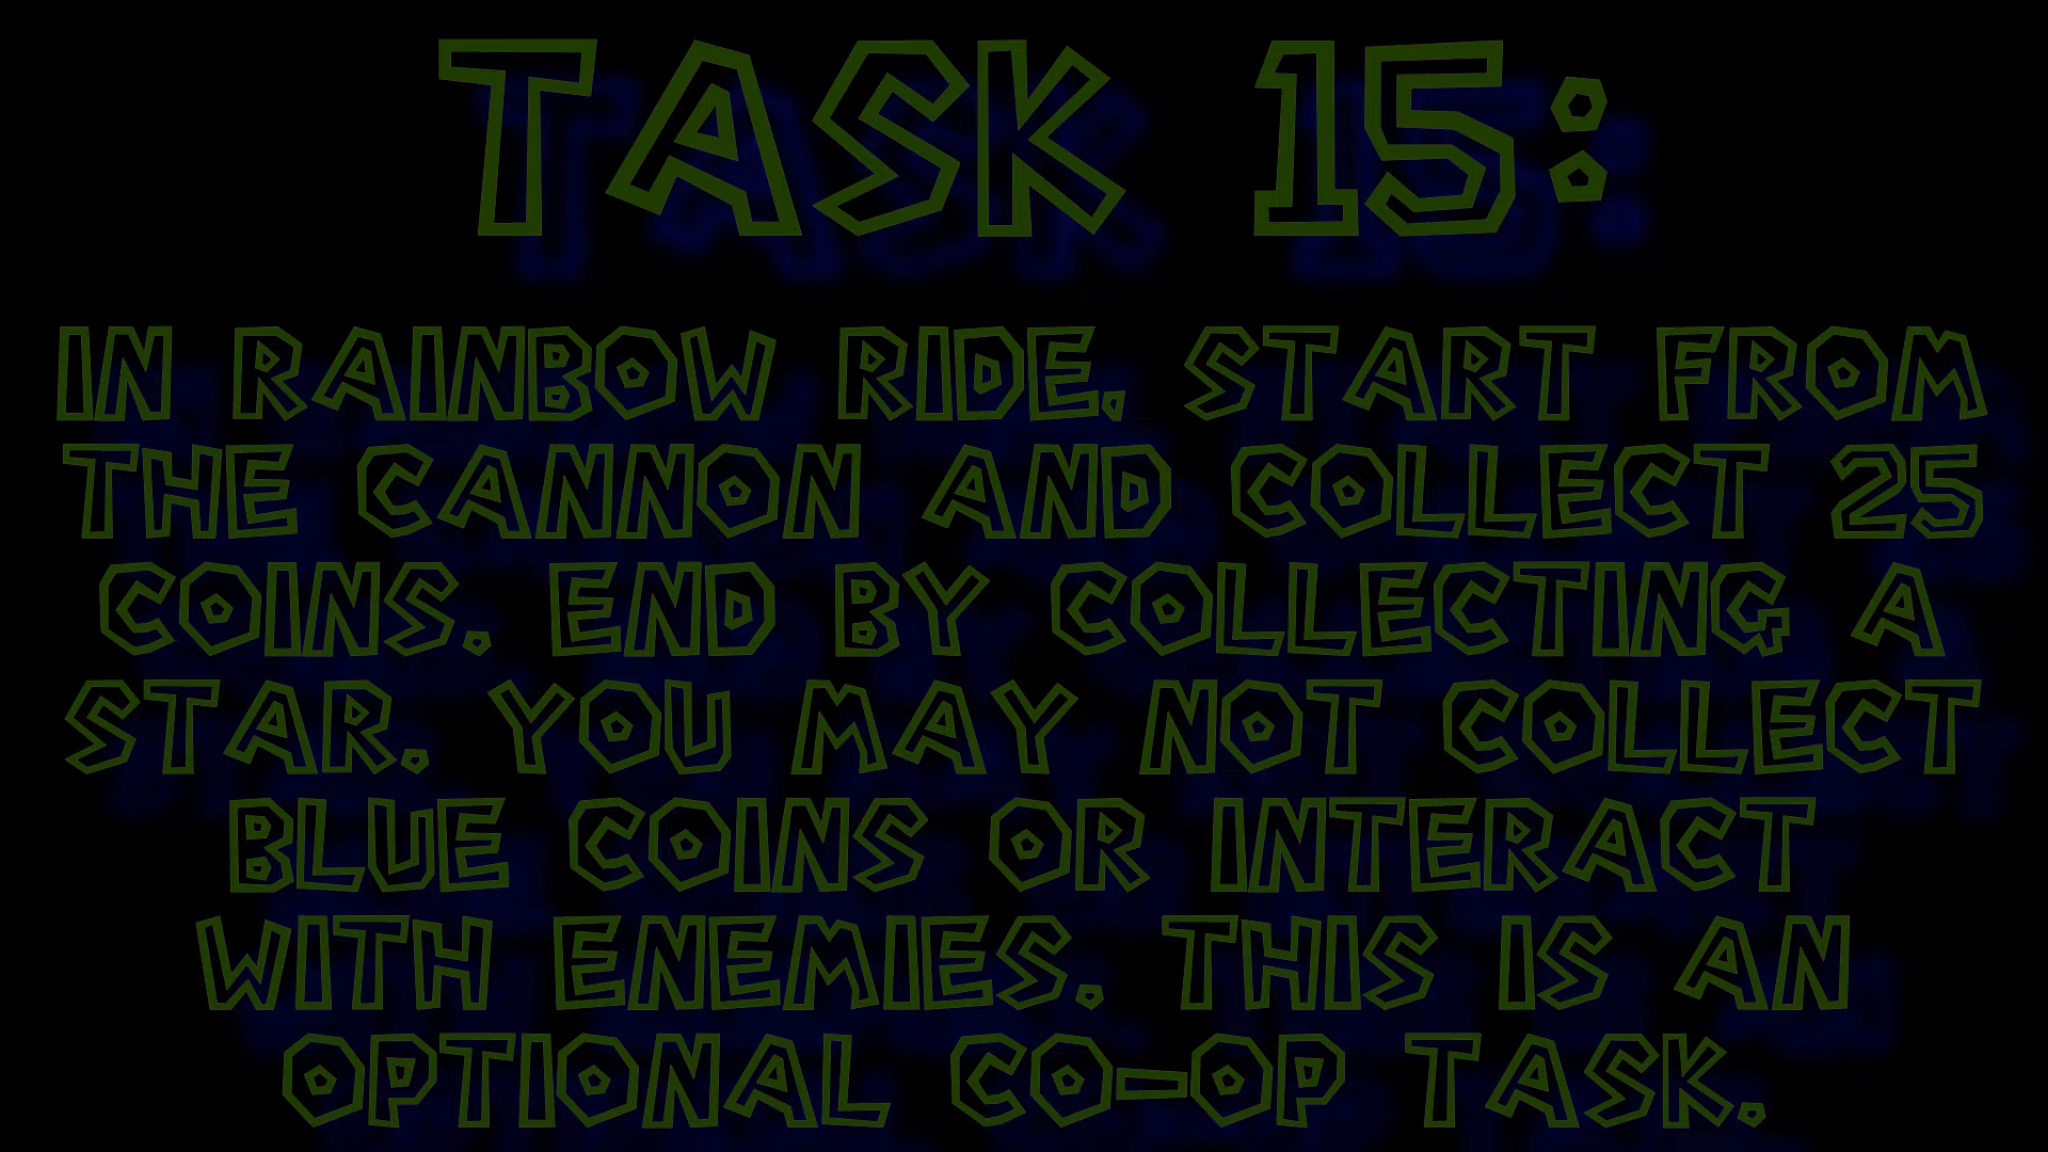 TASK 15:
IN RAINBOW RIDE, START FROM
THE CANNON AND COLLECT 25
COINS. END BY COLLECTING A
STAR. YOU MAY NOT COLLECT
BLUE COINS OR INTERACT
WITH ENEMIES. THIS IS AN
OPTIONAL CO-OP TASK.